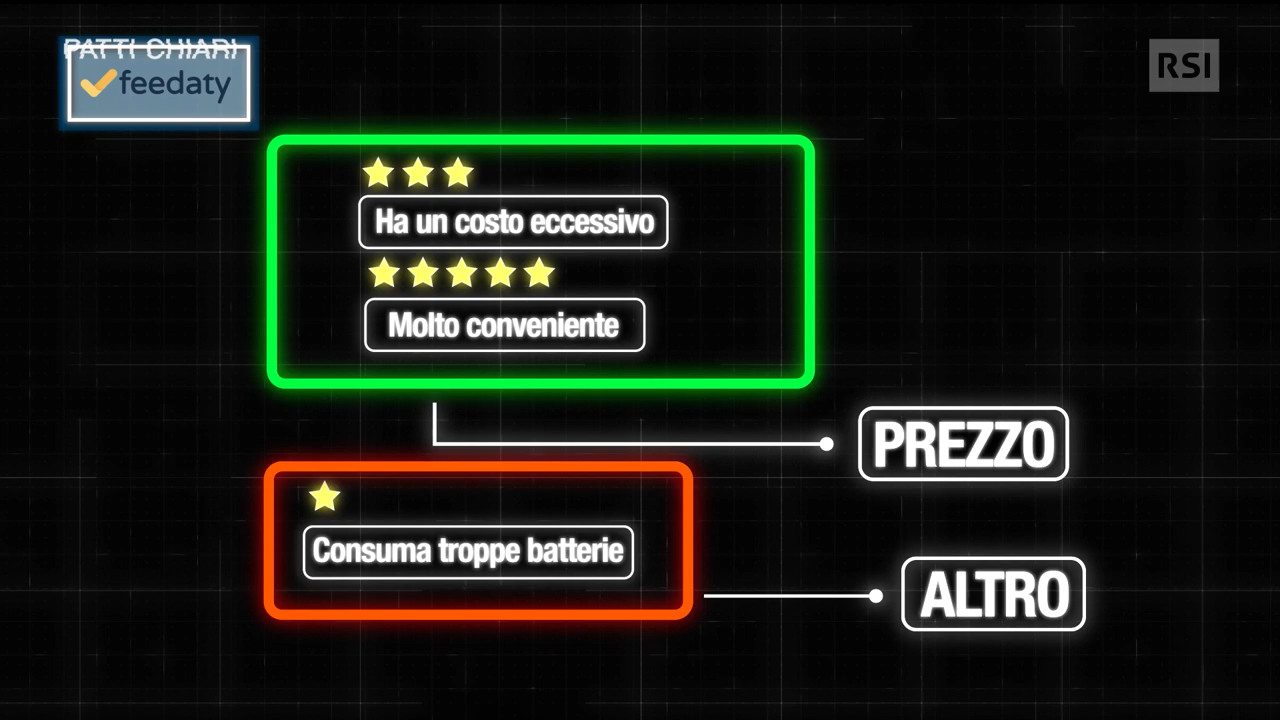 PATTI CHIARI
feedaty
RSI
Ha un costo eccessivo
Molto conveniente
PREZZO
Consuma troppe batterie
ALTRO